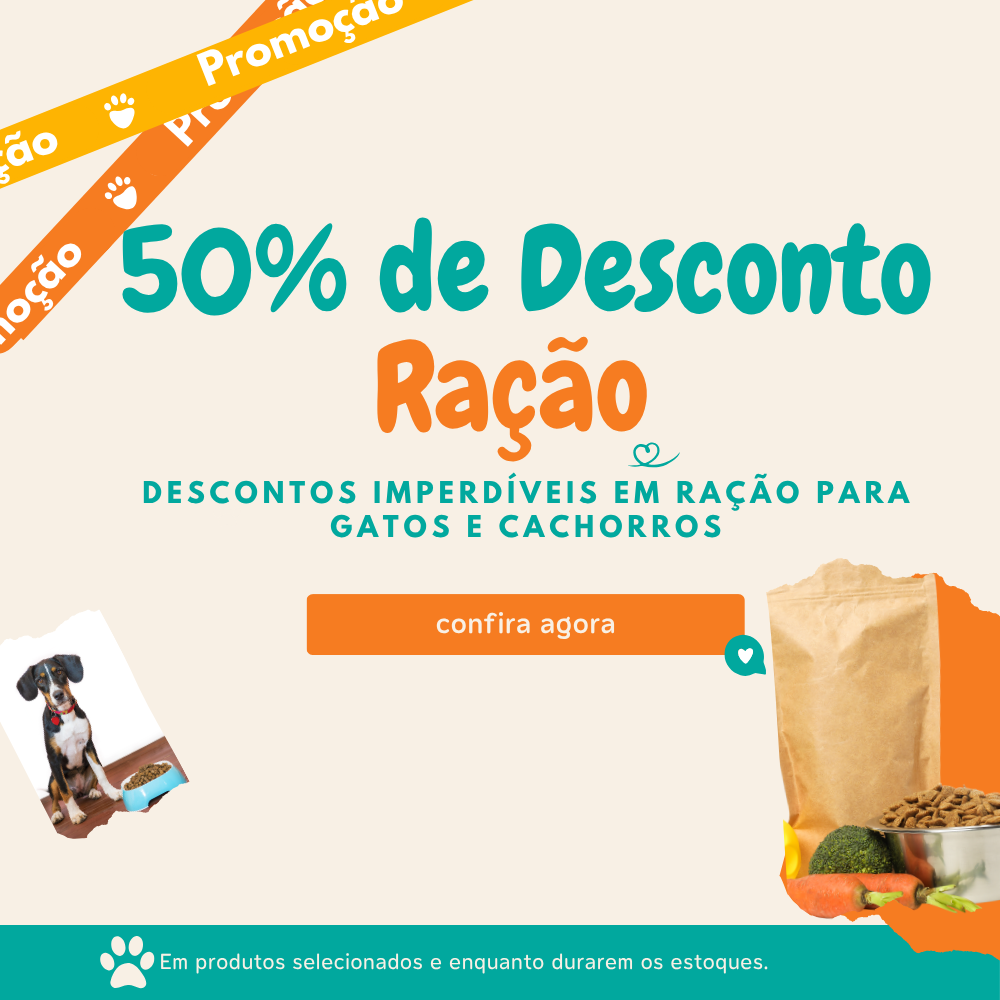 Promoção
ção
moção
50% de Desconto
Ração
DESCONTOS IMPERDÍVEIS EM RAÇÃO PARA
GATOS E CACHORROS
confira agora
Em produtos selecionados e enquanto durarem os estoques.